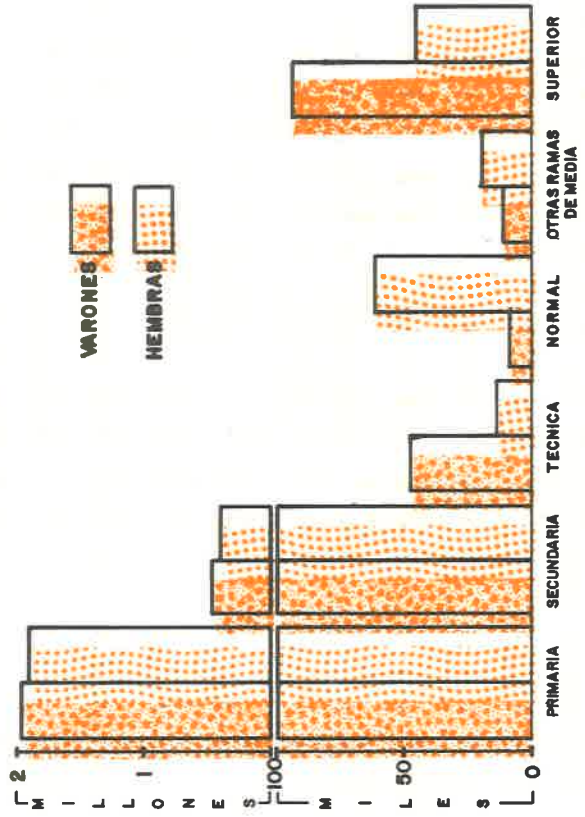 VARONES
HEMBRAS
MILLONES
2
1
100
MILES
50
0
PRIMARIA
SECUNDARIA
TECNICA
NORMAL
OTRAS RAMAS
DE MEDIA
SUPERIOR